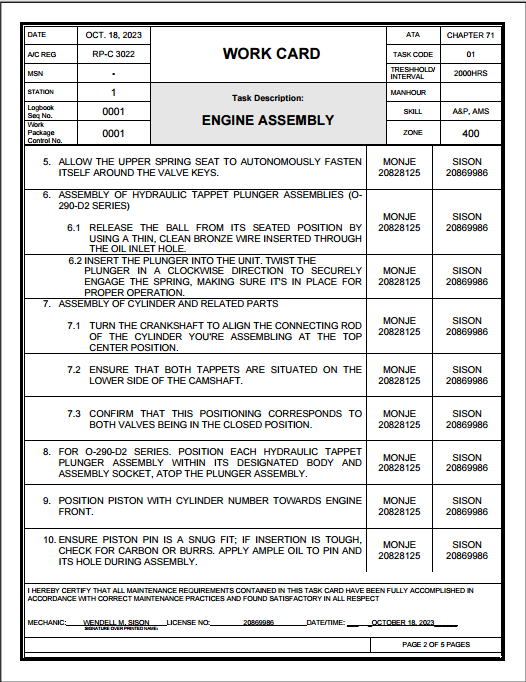 DATE OCT. 18, 2023 WORK CARD ATA CHAPTER 71
A/C REG RP-C 3022 TASK CODE 01
MSN - TRESHHOLD/
INTERVAL 2000HRS
STATION 1 Task Description: MANHOUR
Logbook
Seq No. 0001 ENGINE ASSEMBLY SKILL A&P, AMS
Work
Package
Control No. 0001 ZONE 400
5. ALLOW THE UPPER SPRING SEAT TO AUTONOMOUSLY FASTEN MONJE SISON
ITSELF AROUND THE VALVE KEYS. 20828125 20869986
6. ASSEMBLY OF HYDRAULIC TAPPET PLUNGER ASSEMBLIES (O-
290-D2 SERIES)
6.1 RELEASE THE BALL FROM ITS SEATED POSITION BY MONJE SISON
USING A THIN, CLEAN BRONZE WIRE INSERTED THROUGH 20828125 20869986
THE OIL INLET HOLE.
6.2 INSERT THE PLUNGER INTO THE UNIT. TWIST THE
PLUNGER IN A CLOCKWISE DIRECTION TO SECURELY MONJE SISON
ENGAGE THE SPRING, MAKING SURE IT'S IN PLACE FOR 20828125 20869986
PROPER OPERATION.
7. ASSEMBLY OF CYLINDER AND RELATED PARTS
7.1 TURN THE CRANKSHAFT TO ALIGN THE CONNECTING ROD MONJE SISON
OF THE CYLINDER YOU'RE ASSEMBLING AT THE TOP 20828125 20869986
CENTER POSITION.
7.2 ENSURE THAT BOTH TAPPETS ARE SITUATED ON THE MONJE SISON
LOWER SIDE OF THE CAMSHAFT. 20828125 20869986
7.3 CONFIRM THAT THIS POSITIONING CORRESPONDS TO MONJE SISON
BOTH VALVES BEING IN THE CLOSED POSITION. 20828125 20869986
8. FOR O-290-D2 SERIES. POSITION EACH HYDRAULIC TAPPET MONJE SISON
PLUNGER ASSEMBLY WITHIN ITS DESIGNATED BODY AND 20828125 20869986
ASSEMBLY SOCKET, ATOP THE PLUNGER ASSEMBLY.
9. POSITION PISTON WITH CYLINDER NUMBER TOWARDS ENGINE MONJE SISON
FRONT. 20828125 20869986
10. ENSURE PISTON PIN IS A SNUG FIT; IF INSERTION IS TOUGH, MONJE SISON
CHECK FOR CARBON OR BURRS. APPLY AMPLE OIL TO PIN AND 20828125 20869986
ITS HOLE DURING ASSEMBLY.
I HEREBY CERTIFY THAT ALL MAINTENANCE REQUIREMENTS CONTAINED IN THIS TASK CARD HAVE BEEN FULLY ACCOMPLISHED IN
ACCORDANCE WITH CORRECT MAINTENANCE PRACTICES AND FOUND SATISFACTORY IN ALL RESPECT
MECHANIC: WENDELL M. SISON LICENSE NO: 20869986 DATE/TIME: OCTOBER 18, 2023
SIGNATURE OVER PRINTED NAME:
PAGE 2 OF 5 PAGES